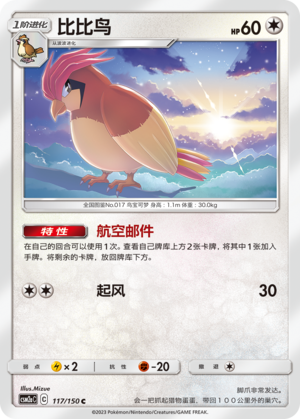 1阶进化
比比鸟
HP60
从波波进化
全国图鉴No.017 鸟宝可梦 身高：1.1m 体重：30.0kg
特性 航空邮件
在自己的回合可以使用1次。查看自己牌库上方2张卡牌，将其中1张加入
手牌。将剩余的卡牌，放回牌库下方。
起风 30
弱点 ×2 抗性 -20 撤退
Illus.Mizue
CSM2aC C 117/150 C
脚爪非常发达。
会一把抓起猎物蛋蛋，带到100公里以外的巢里。
©2023 Pokémon/Nintendo/Creatures/GAME FREAK.